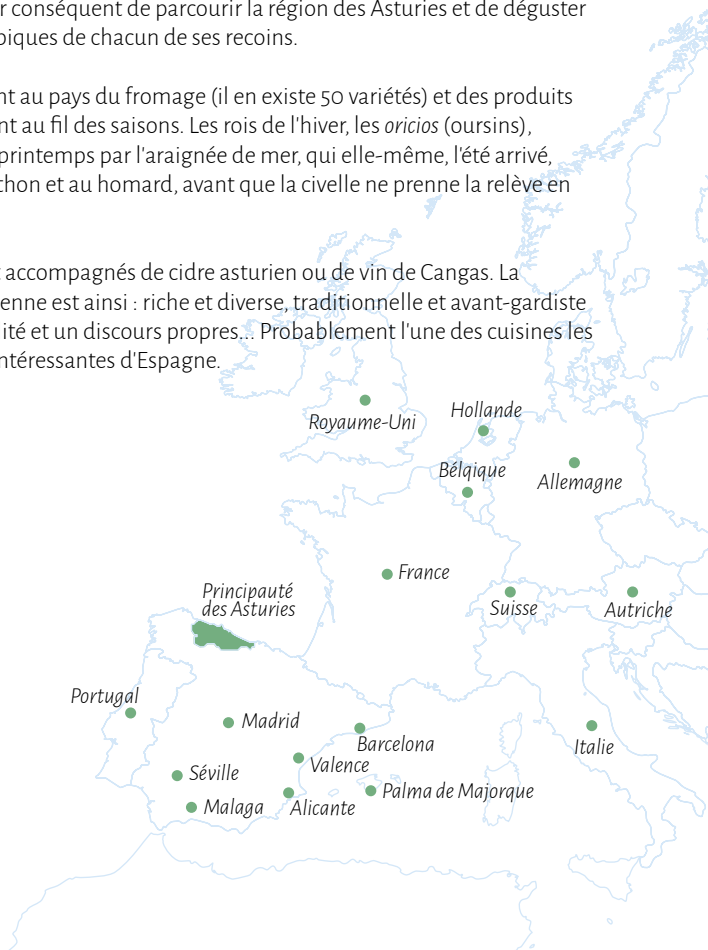 r conséquent de parcourir la région des Asturies et de déguster
piques de chacun de ses recoins.
nt au pays du fromage (il en existe 50 variétés) et des produits
nt au fil des saisons. Les rois de l'hiver, les oricios (oursins),
printemps par l'araignée de mer, qui elle-même, l'été arrivé,
thon et au homard, avant que la civelle ne prenne la relève en
t accompagnés de cidre asturien ou de vin de Cangas. La
enne est ainsi : riche et diverse, traditionnelle et avant-gardiste
ité et un discours propres... Probablement l'une des cuisines les
ntéressantes d'Espagne.
Hollande
Royaume-Uni
Bélgique
Allemagne
France
Principauté
des Asturies
Suisse
Autriche
Portugal
Madrid
Barcelona
Italie
Valence
Séville
Palma de Majorque
Malaga
Alicante